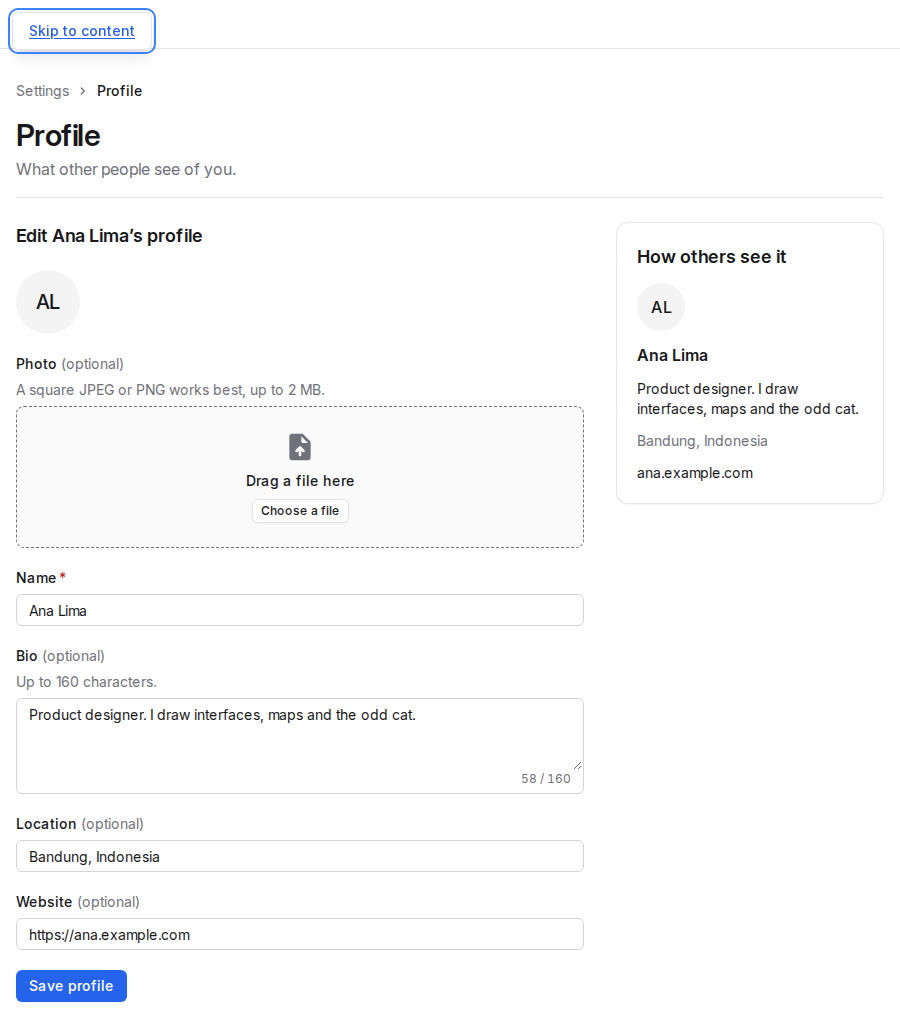 Skip to content
Settings > Profile
Profile
What other people see of you.
Edit Ana Lima’s profile
AL
Photo (optional)
A square JPEG or PNG works best, up to 2 MB.
Drag a file here
Choose a file
Name *
Ana Lima
Bio (optional)
Up to 160 characters.
Product designer. I draw interfaces, maps and the odd cat.
58 / 160
Location (optional)
Bandung, Indonesia
Website (optional)
https://ana.example.com
Save profile
How others see it
AL
Ana Lima
Product designer. I draw
interfaces, maps and the odd cat.
Bandung, Indonesia
ana.example.com